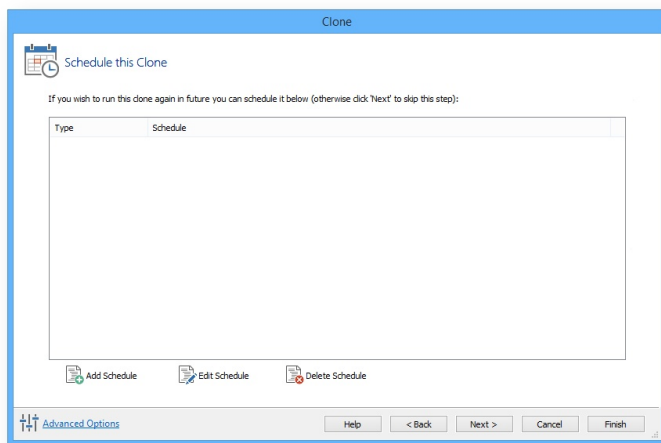 Clone
Schedule this Clone
If you wish to run this clone again in future you can schedule it below (otherwise click 'Next' to skip this step):
Type Schedule
Add Schedule Edit Schedule Delete Schedule
Advanced Options Help < Back Next > Cancel Finish